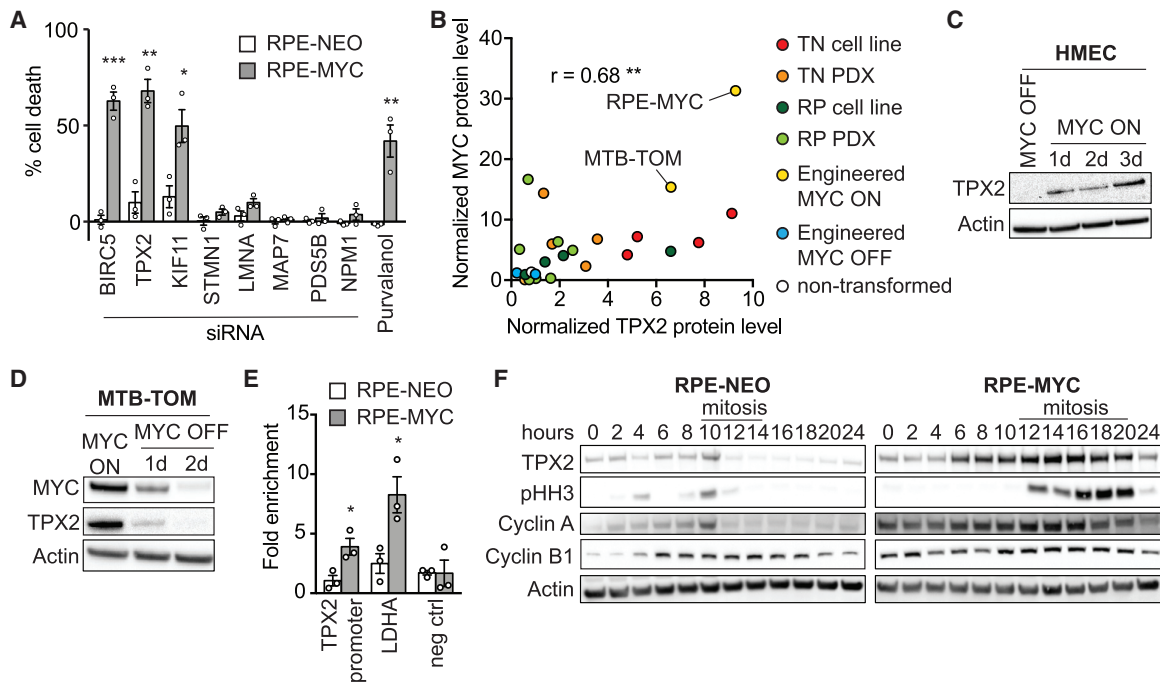 A
100
50
0
% cell death
RPE-NEO
RPE-MYC
***
**
*
**
BIRC5
TPX2
KIF11
STMN1
LMNA
MAP7
PDS5B
NPM1
Purvalanol
siRNA
B
40
30
20
10
0
Normalized MYC protein level
r = 0.68 **
RPE-MYC
MTB-TOM
0 2 4 6 8 10
Normalized TPX2 protein level
TN cell line
TN PDX
RP cell line
RP PDX
Engineered
MYC ON
Engineered
MYC OFF
non-transformed
C
HMEC
MYC OFF
MYC ON
1d 2d 3d
TPX2
Actin
D
MTB-TOM
MYC
ON
MYC OFF
1d 2d
MYC
TPX2
Actin
E
RPE-NEO
RPE-MYC
15
10
5
0
Fold enrichment
*
*
TPX2
promoter
LDHA
neg ctrl
F
RPE-NEO
mitosis
RPE-MYC
mitosis
hours 0 2 4 6 8 10 12 14 16 18 20 24 0 2 4 6 8 10 12 14 16 18 20 24
TPX2
pHH3
Cyclin A
Cyclin B1
Actin